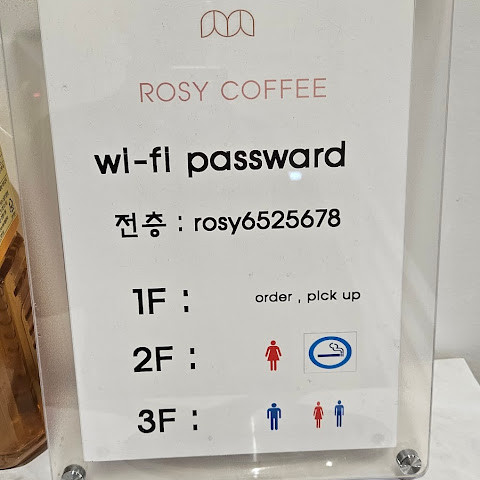 ROSY COFFEE
wi-fi passward
전층 : rosy6525678
1F : order , pick up
2F :
3F :